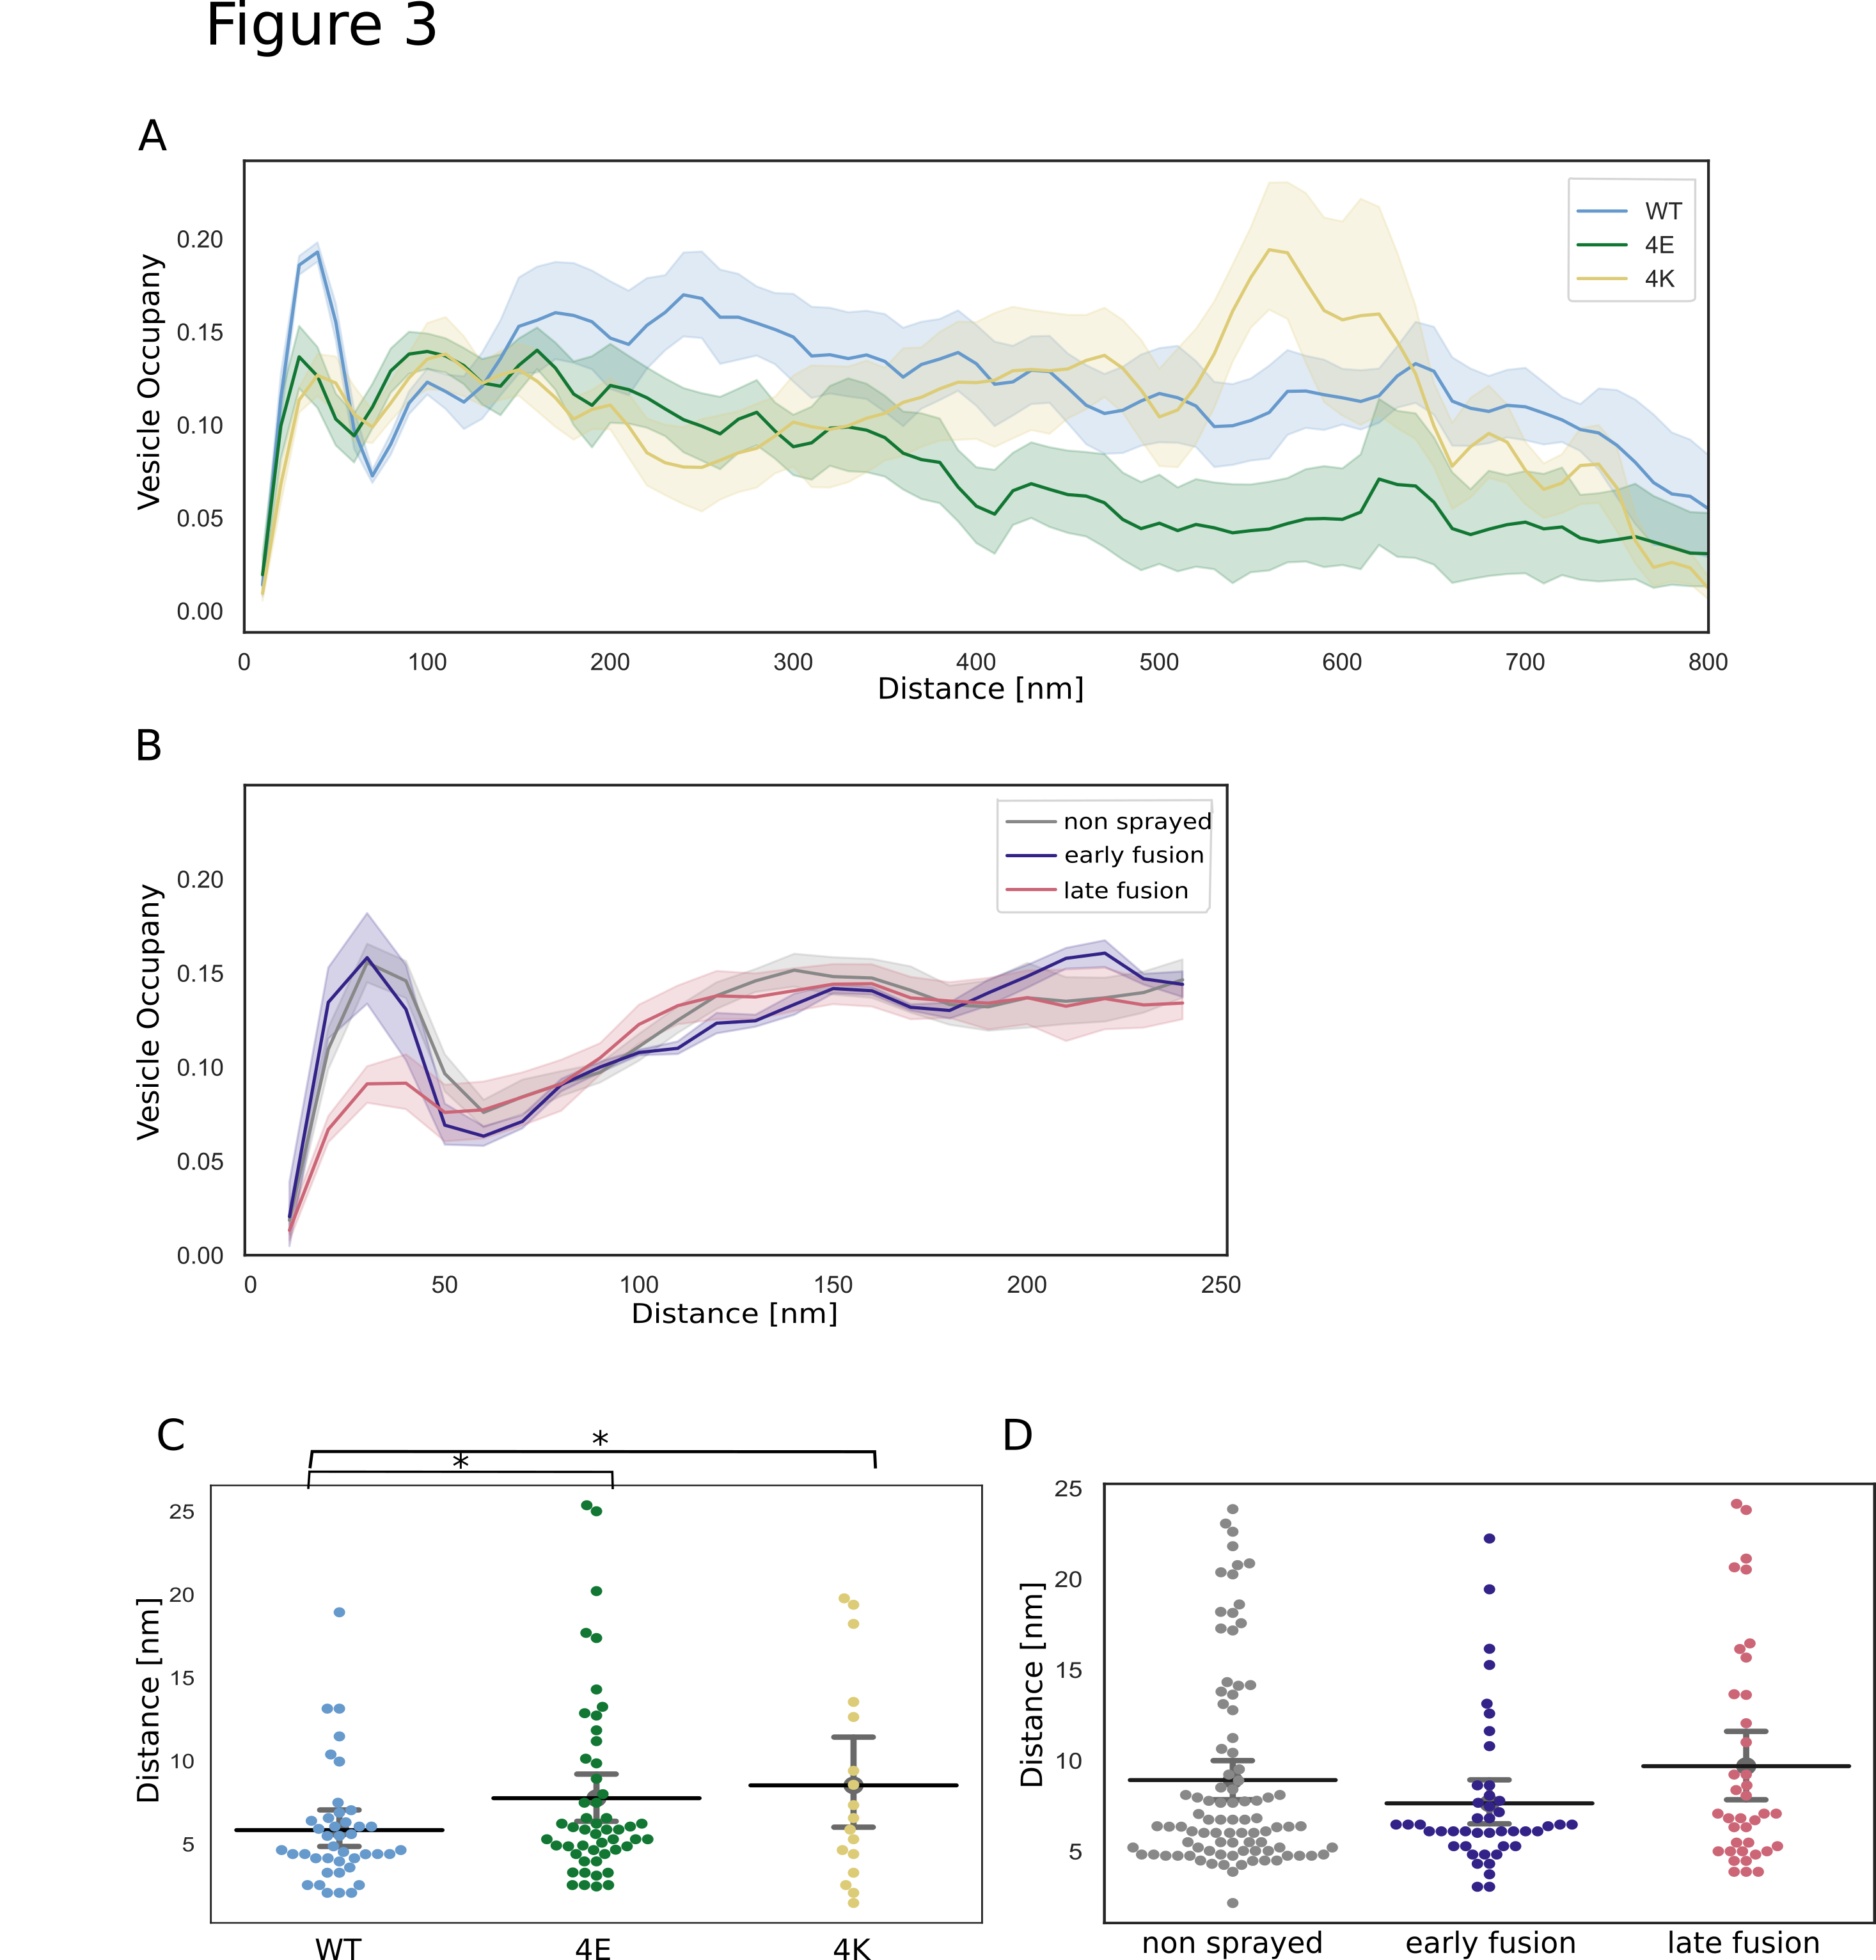 Figure 3
A
Vesicle Occupany
0.20
0.15
0.10
0.05
0.00
WT
4E
4K
0 100 200 300 400 500 600 700 800
Distance [nm]
B
Vesicle Occupany
0.20
0.15
0.10
0.05
0.00
non sprayed
early fusion
late fusion
0 50 100 150 200 250
Distance [nm]
C
*
*
Distance [nm]
25
20
15
10
5
WT 4E 4K
D
Distance [nm]
25
20
15
10
5
non sprayed early fusion late fusion